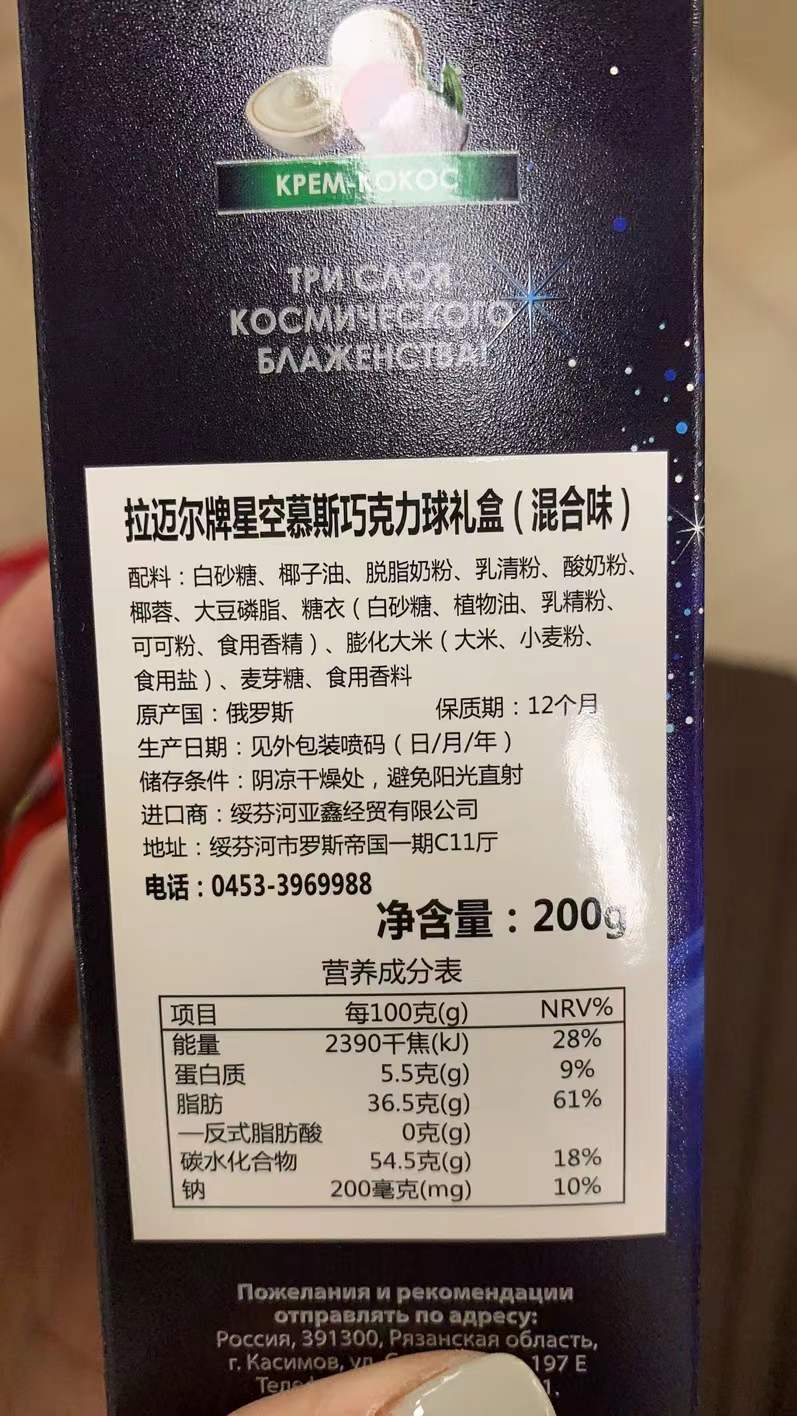 КРЕМ-КОКОС
ТРИ СЛОЯ
КОСМИЧЕСКОГО
БЛАЖЕНСТВА!
拉迈尔牌星空慕斯巧克力球礼盒（混合味）
配料：白砂糖、椰子油、脱脂奶粉、乳清粉、酸奶粉、
椰蓉、大豆磷脂、糖衣（白砂糖、植物油、乳精粉、
可可粉、食用香精）、膨化大米（大米、小麦粉、
食用盐）、麦芽糖、食用香料
原产国：俄罗斯 保质期：12个月
生产日期：见外包装喷码（日/月/年）
储存条件：阴凉干燥处，避免阳光直射
进口商：绥芬河亚鑫经贸有限公司
地址：绥芬河市罗斯帝国一期C11厅
电话：0453-3969988
净含量：200g
营养成分表
项目 每100克(g) NRV%
能量 2390千焦(kJ) 28%
蛋白质 5.5克(g) 9%
脂肪 36.5克(g) 61%
—反式脂肪酸 0克(g)
碳水化合物 54.5克(g) 18%
钠 200毫克(mg) 10%
Пожелания и рекомендации
отправлять по адресу:
Россия, 391300, Рязанская область,
г. Касимов, 197 Е